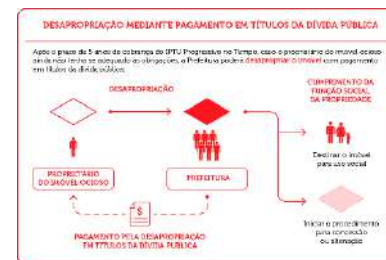 DESAPROPRIAÇÃO MEDIANTE PAGAMENTO EM TÍTULOS DA DÍVIDA PÚBLICA
Após o prazo de 5 anos de cobrança do IPTU Progressivo no Tempo, caso o proprietário do imóvel ocioso
ainda não tenha se adequado às obrigações, a Prefeitura poderá desapropriar o imóvel com pagamento
em títulos da dívida pública.
DESAPROPRIAÇÃO
CUMPRIMENTO DA
FUNÇÃO SOCIAL
DA PROPRIEDADE
Destinar o imóvel
para uso social
PROPRIETÁRIO
DO IMÓVEL OCIOSO
PREFEITURA
$
Iniciar o procedimento
para concessão
ou alienação
PAGAMENTO PELA DESAPROPRIAÇÃO
EM TÍTULOS DA DÍVIDA PÚBLICA